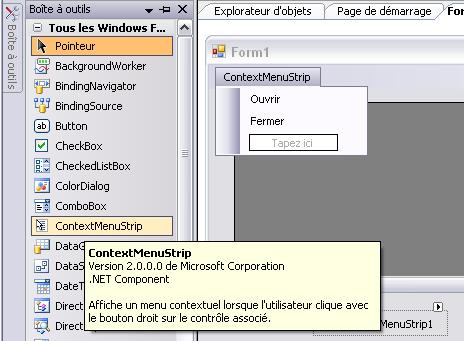 Boîte à outils
Boîte à outils
Tous les Windows F...
Pointeur
BackgroundWorker
BindingNavigator
BindingSource
Button
CheckBox
CheckedListBox
ColorDialog
ComboBox
ContextMenuStrip
DataG
DataS
DateT
Direct
Direct
ContextMenuStrip
Version 2.0.0.0 de Microsoft Corporation
.NET Component
Affiche un menu contextuel lorsque l'utilisateur clique avec
le bouton droit sur le contrôle associé.
Explorateur d'objets
Page de démarrage
For
Form1
ContextMenuStrip
Ouvrir
Fermer
Tapez ici
MenuStrip1